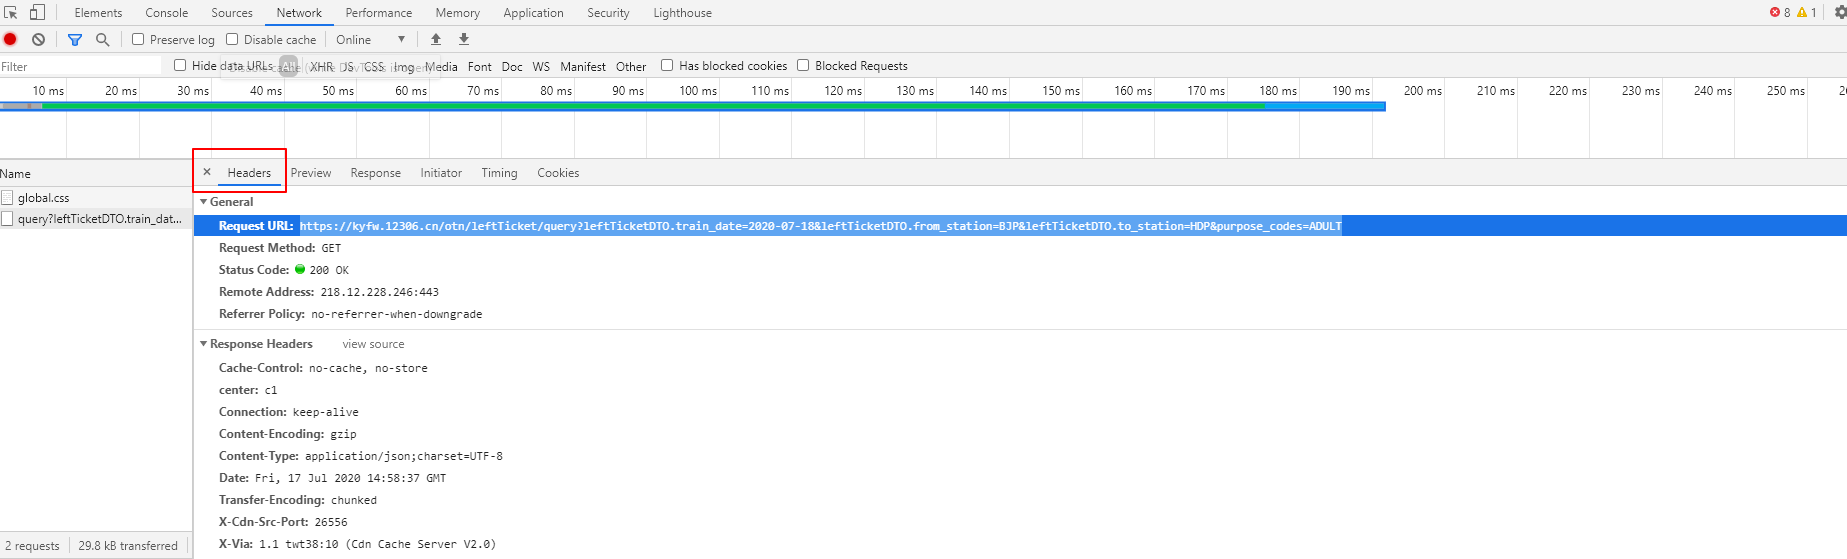 Elements Console Sources Network Performance Memory Application Security Lighthouse 8 1
Preserve log Disable cache Online
Filter Hide data URLs All XHR JS CSS Img Media Font Doc WS Manifest Other Has blocked cookies Blocked Requests
10 ms 20 ms 30 ms 40 ms 50 ms 60 ms 70 ms 80 ms 90 ms 100 ms 110 ms 120 ms 130 ms 140 ms 150 ms 160 ms 170 ms 180 ms 190 ms 200 ms 210 ms 220 ms 230 ms 240 ms 250 ms
Name × Headers Preview Response Initiator Timing Cookies
global.css
query?leftTicketDTO.train_dat...
General
Request URL: https://kyfw.12306.cn/otn/leftTicket/query?leftTicketDTO.train_date=2020-07-18&leftTicketDTO.from_station=BJP&leftTicketDTO.to_station=HDP&purpose_codes=ADULT
Request Method: GET
Status Code: 200 OK
Remote Address: 218.12.228.246:443
Referrer Policy: no-referrer-when-downgrade
Response Headers view source
Cache-Control: no-cache, no-store
center: c1
Connection: keep-alive
Content-Encoding: gzip
Content-Type: application/json;charset=UTF-8
Date: Fri, 17 Jul 2020 14:58:37 GMT
Transfer-Encoding: chunked
X-Cdn-Src-Port: 26556
X-Via: 1.1 twt38:10 (Cdn Cache Server V2.0)
2 requests 29.8 kB transferred